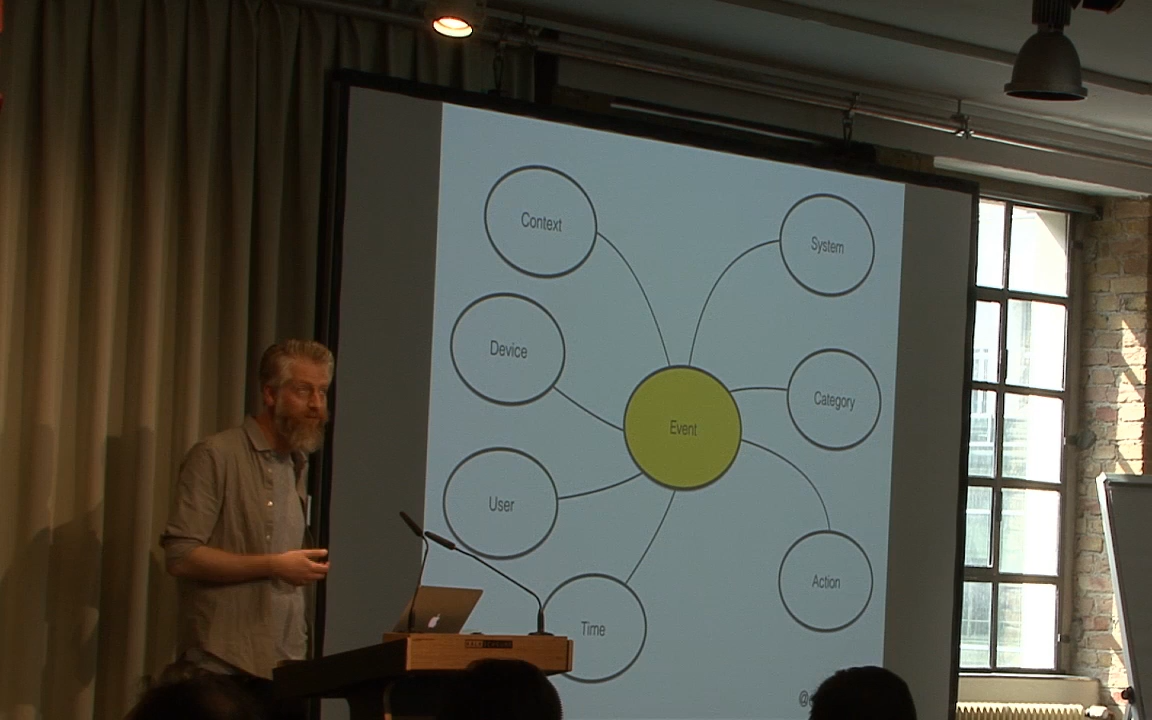 Context
System
Device
Category
Event
User
Action
Time